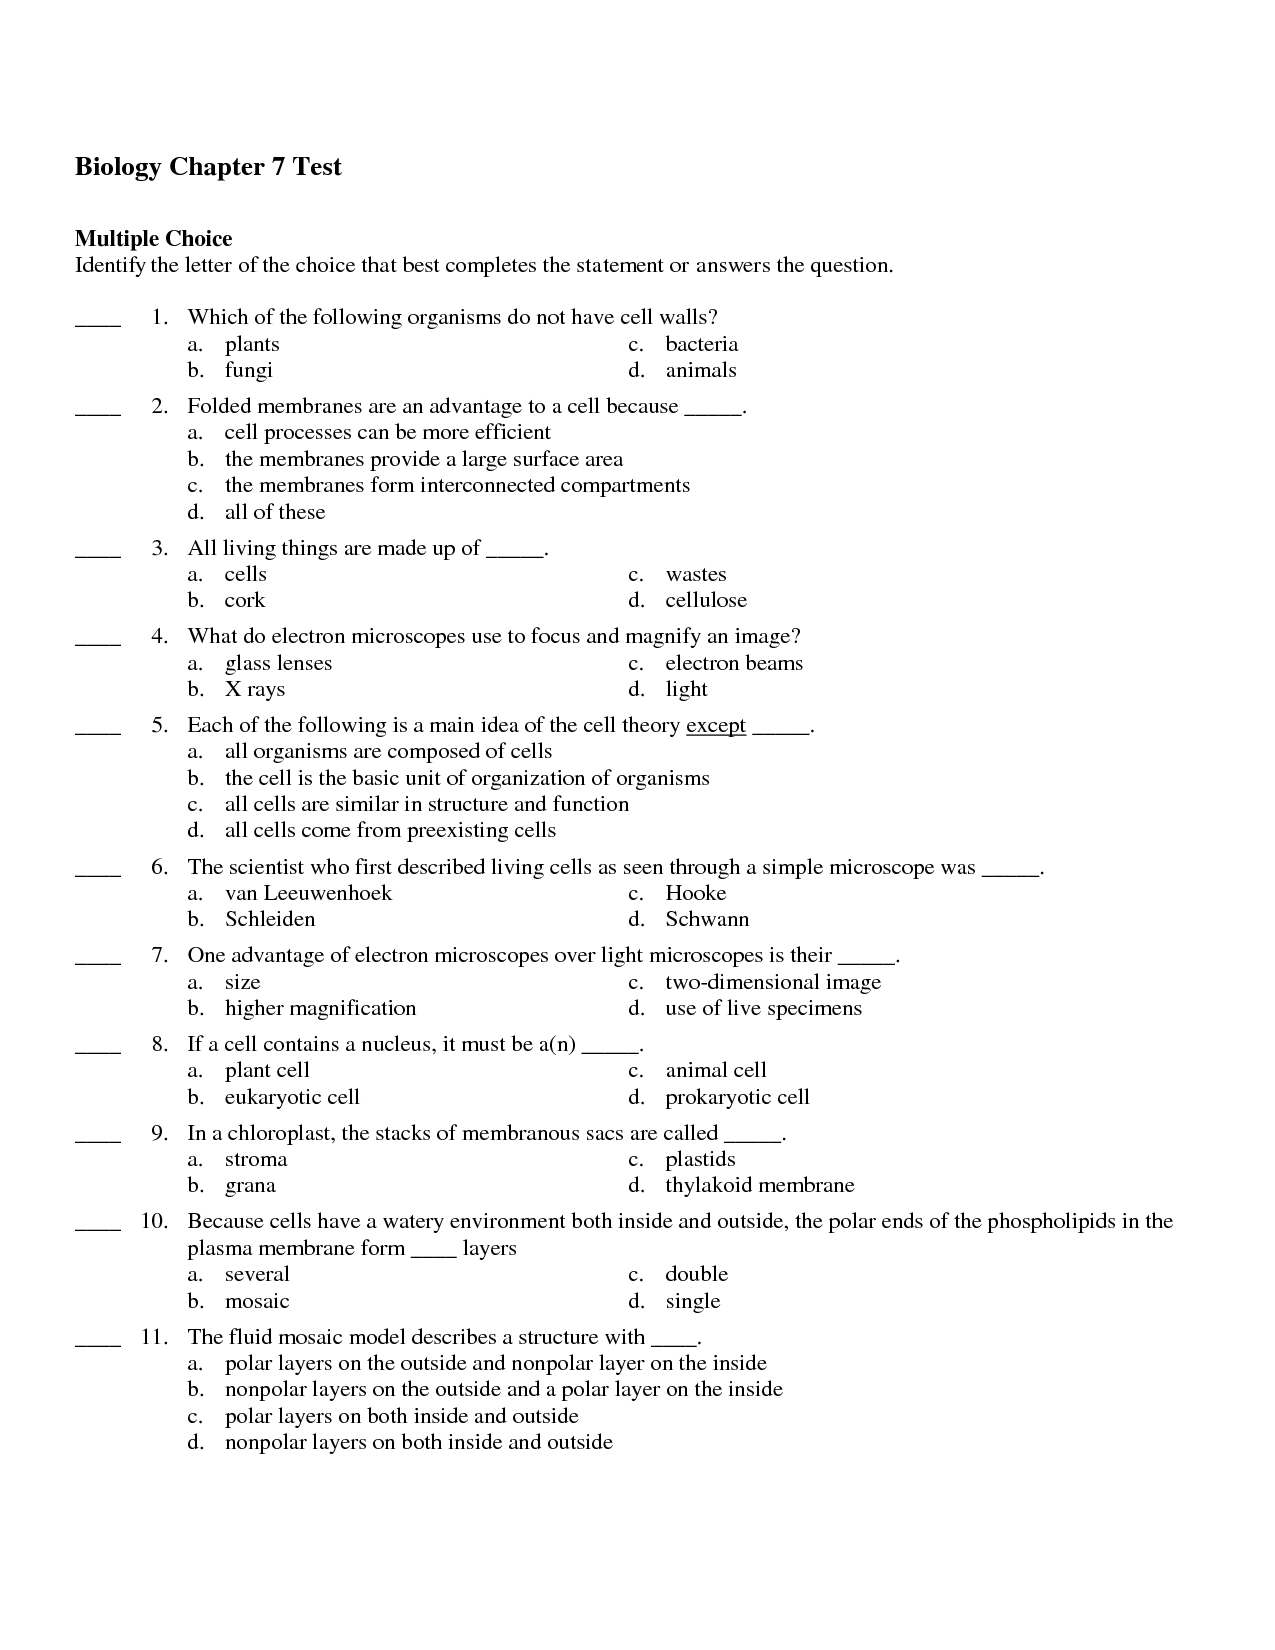 Biology Chapter 7 Test
Multiple Choice
Identify the letter of the choice that best completes the statement or answers the question.
____ 1. Which of the following organisms do not have cell walls?
a. plants c. bacteria
b. fungi d. animals
____ 2. Folded membranes are an advantage to a cell because _____.
a. cell processes can be more efficient
b. the membranes provide a large surface area
c. the membranes form interconnected compartments
d. all of these
____ 3. All living things are made up of _____.
a. cells c. wastes
b. cork d. cellulose
____ 4. What do electron microscopes use to focus and magnify an image?
a. glass lenses c. electron beams
b. X rays d. light
____ 5. Each of the following is a main idea of the cell theory except _____.
a. all organisms are composed of cells
b. the cell is the basic unit of organization of organisms
c. all cells are similar in structure and function
d. all cells come from preexisting cells
____ 6. The scientist who first described living cells as seen through a simple microscope was _____.
a. van Leeuwenhoek c. Hooke
b. Schleiden d. Schwann
____ 7. One advantage of electron microscopes over light microscopes is their _____.
a. size c. two-dimensional image
b. higher magnification d. use of live specimens
____ 8. If a cell contains a nucleus, it must be a(n) _____.
a. plant cell c. animal cell
b. eukaryotic cell d. prokaryotic cell
____ 9. In a chloroplast, the stacks of membranous sacs are called _____.
a. stroma c. plastids
b. grana d. thylakoid membrane
____ 10. Because cells have a watery environment both inside and outside, the polar ends of the phospholipids in the
plasma membrane form ____ layers
a. several c. double
b. mosaic d. single
____ 11. The fluid mosaic model describes a structure with ____.
a. polar layers on the outside and nonpolar layer on the inside
b. nonpolar layers on the outside and a polar layer on the inside
c. polar layers on both inside and outside
d. nonpolar layers on both inside and outside